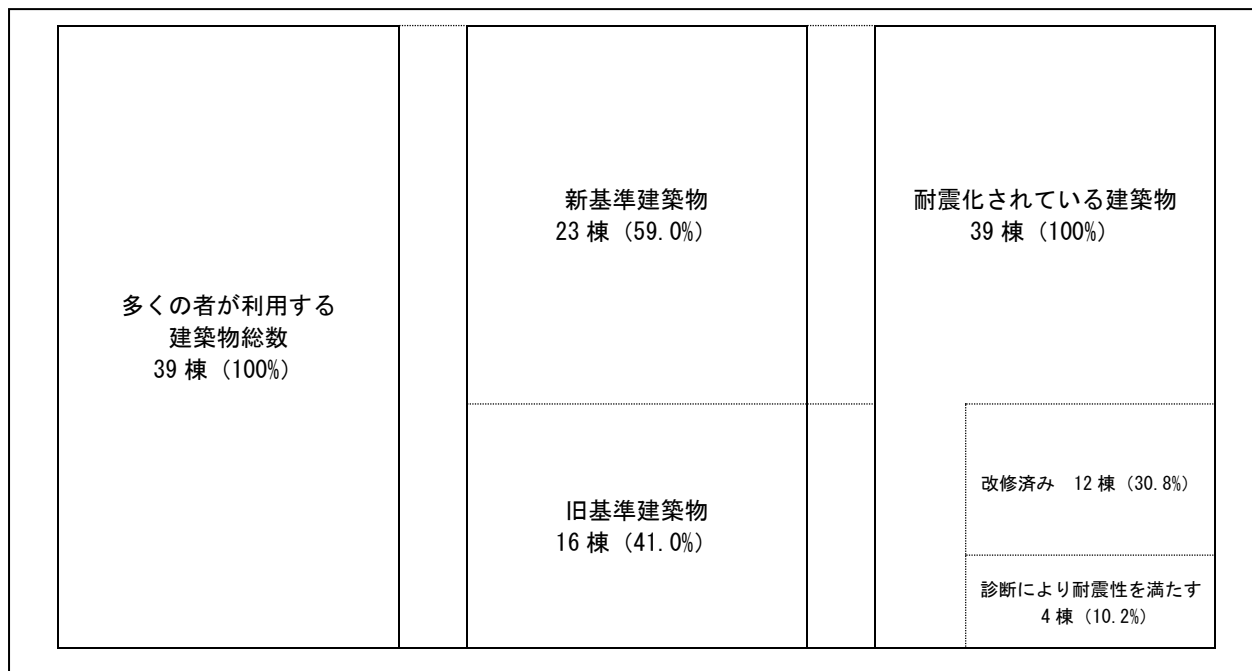 多くの者が利用する
建築物総数
39 棟（100%）
新基準建築物
23 棟（59.0%）
旧基準建築物
16 棟（41.0%）
耐震化されている建築物
39 棟（100%）
改修済み　12 棟（30.8%）
診断により耐震性を満たす
4 棟（10.2%）